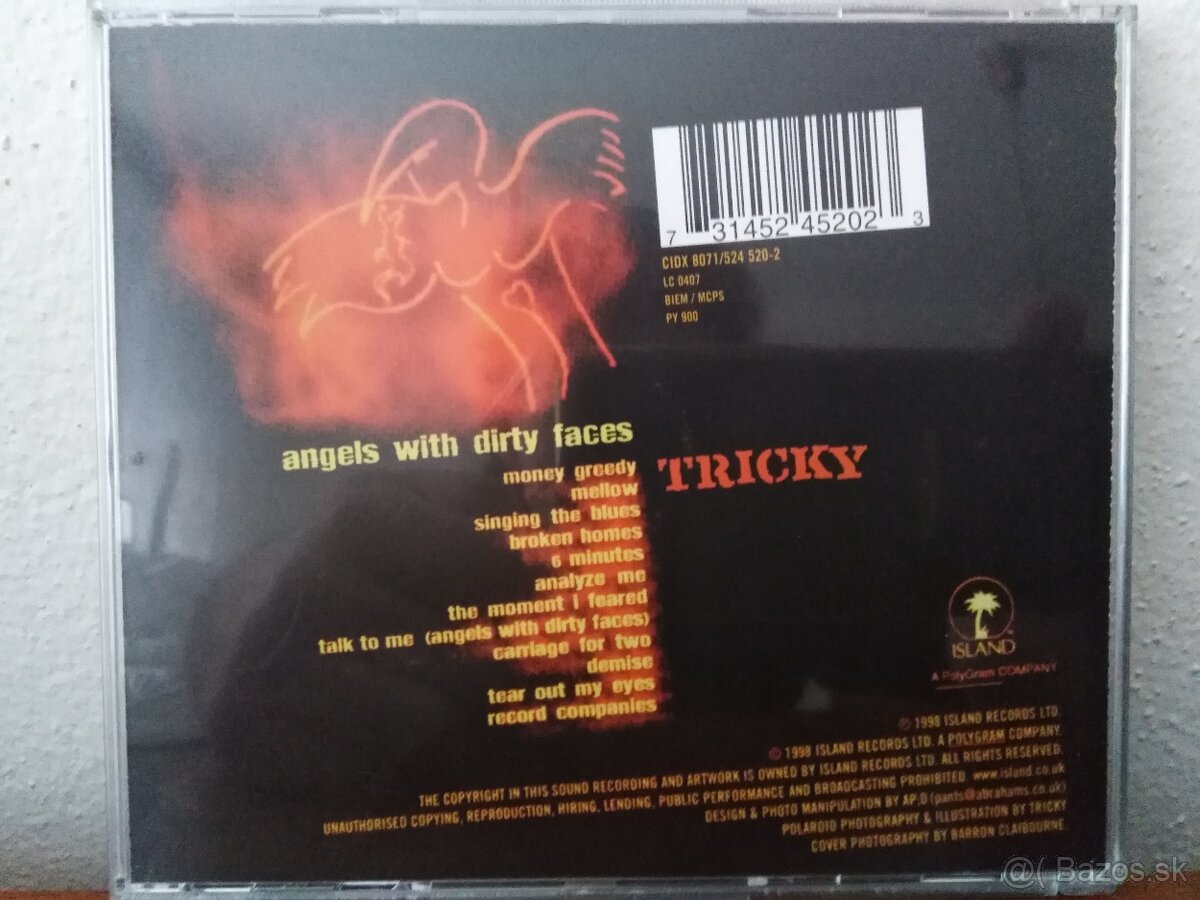 7 31452 45202 3
CIDX 8071/524 520-2
LC 0407
BIEM / MCPS
PY 900
angels with dirty faces
TRICKY
money greedy
mellow
singing the blues
broken homes
6 minutes
analyze me
the moment i feared
talk to me (angels with dirty faces)
carriage for two
demise
tear out my eyes
record companies
ISLAND
A PolyGram COMPANY
℗ 1998 ISLAND RECORDS LTD.
© 1998 ISLAND RECORDS LTD. A POLYGRAM COMPANY.
THE COPYRIGHT IN THIS SOUND RECORDING AND ARTWORK IS OWNED BY ISLAND RECORDS LTD. ALL RIGHTS RESERVED.
UNAUTHORISED COPYING, REPRODUCTION, HIRING, LENDING, PUBLIC PERFORMANCE AND BROADCASTING PROHIBITED. www.island.co.uk
DESIGN & PHOTO MANIPULATION BY AP,D (pants@abrahams.co.uk)
POLAROID PHOTOGRAPHY & ILLUSTRATION BY TRICKY
COVER PHOTOGRAPHY BY BARRON CLAIBOURNE.
@( Bazos.sk